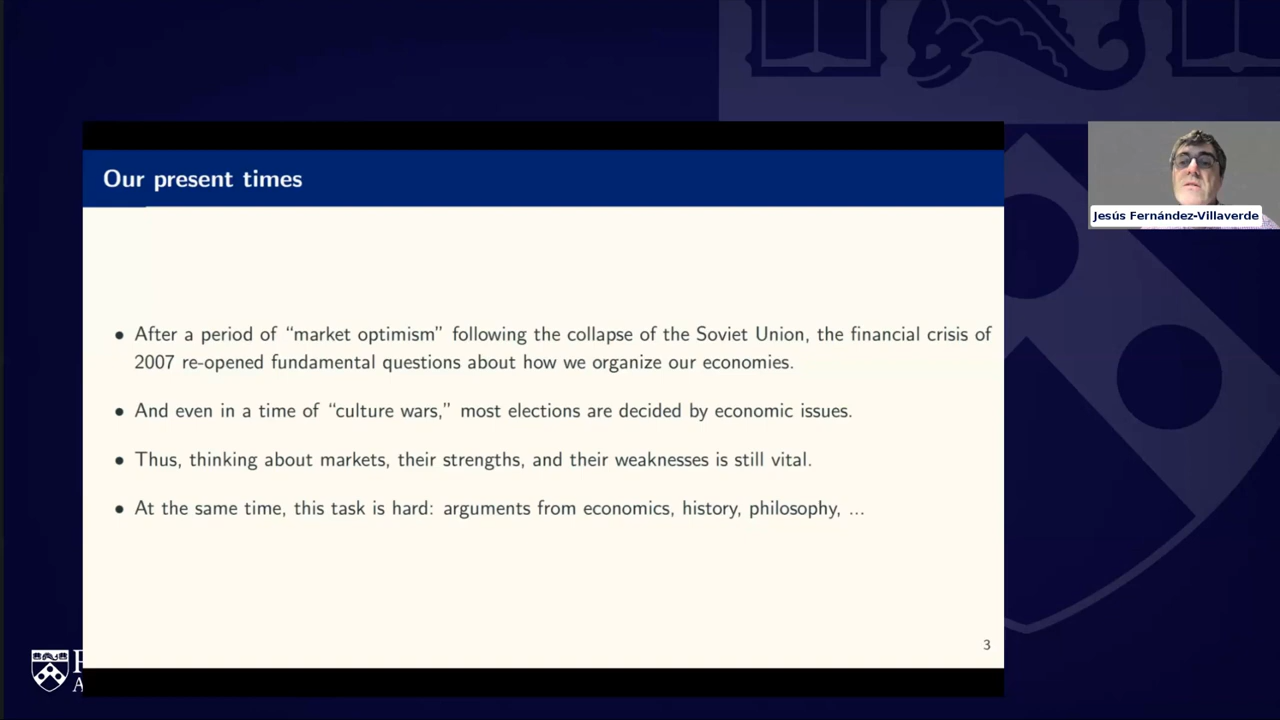 Our present times
Jesús Fernández-Villaverde
• After a period of “market optimism” following the collapse of the Soviet Union, the financial crisis of
2007 re-opened fundamental questions about how we organize our economies.
• And even in a time of “culture wars,” most elections are decided by economic issues.
• Thus, thinking about markets, their strengths, and their weaknesses is still vital.
• At the same time, this task is hard: arguments from economics, history, philosophy, ...
3